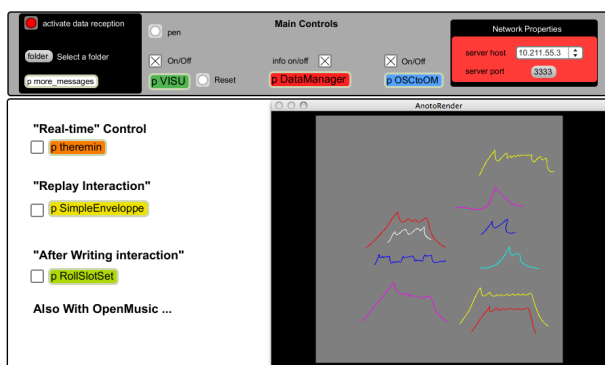 activate data reception
pen
Main Controls
Network Properties
folder Select a folder
On/Off
info on/off
On/Off
server host 10.211.55.3
p more_messages
p VISU
Reset
p DataManager
p OSCtoOM
server port 3333
AnotoRender
"Real-time" Control
p theremin
"Replay Interaction"
p SimpleEnveloppe
"After Writing interaction"
p RollSlotSet
Also With OpenMusic ...